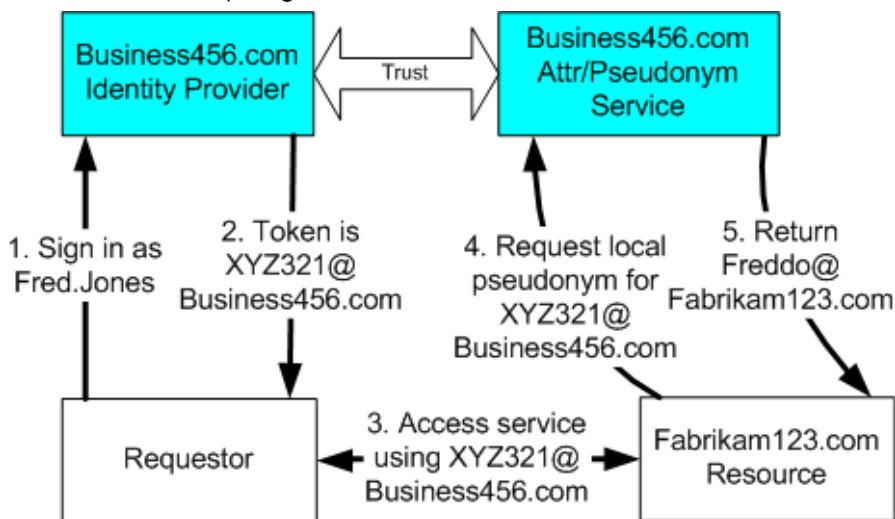 Business456.com
Identity Provider
Trust
Business456.com
Attr/Pseudonym
Service
1. Sign in as
Fred.Jones
2. Token is
XYZ321@
Business456.com
4. Request local
pseudonym for
XYZ321@
Business456.com
5. Return
Freddo@
Fabrikam123.com
Requestor
3. Access service
using XYZ321@
Business456.com
Fabrikam123.com
Resource